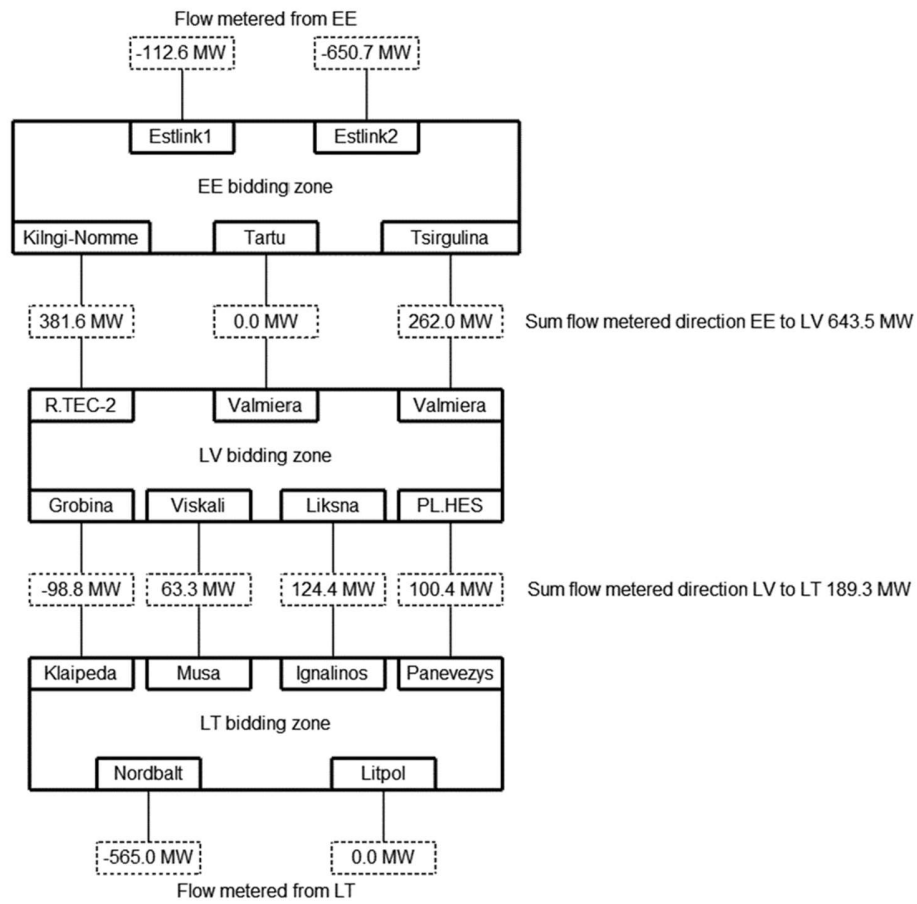 Flow metered from EE
-112.6 MW -650.7 MW
Estlink1 Estlink2
EE bidding zone
Kilngi-Nomme Tartu Tsirgulina
381.6 MW 0.0 MW 262.0 MW Sum flow metered direction EE to LV 643.5 MW
R.TEC-2 Valmiera Valmiera
LV bidding zone
Grobina Viskali Liksna PL.HES
-98.8 MW 63.3 MW 124.4 MW 100.4 MW Sum flow metered direction LV to LT 189.3 MW
Klaipeda Musa Ignalinos Panevezys
LT bidding zone
Nordbalt Litpol
-565.0 MW 0.0 MW
Flow metered from LT